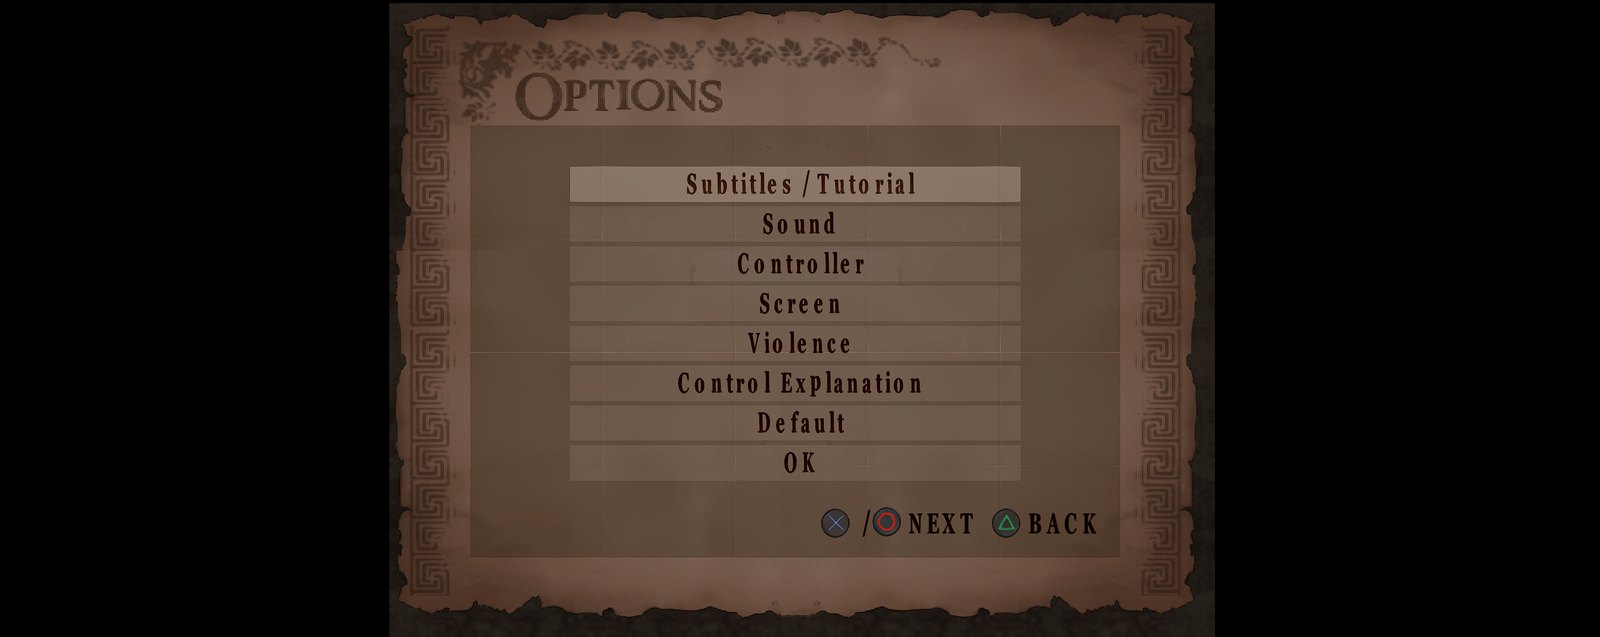 OPTIONS
Subtitles / Tutorial
Sound
Controller
Screen
Violence
Control Explanation
Default
OK
/ NEXT BACK